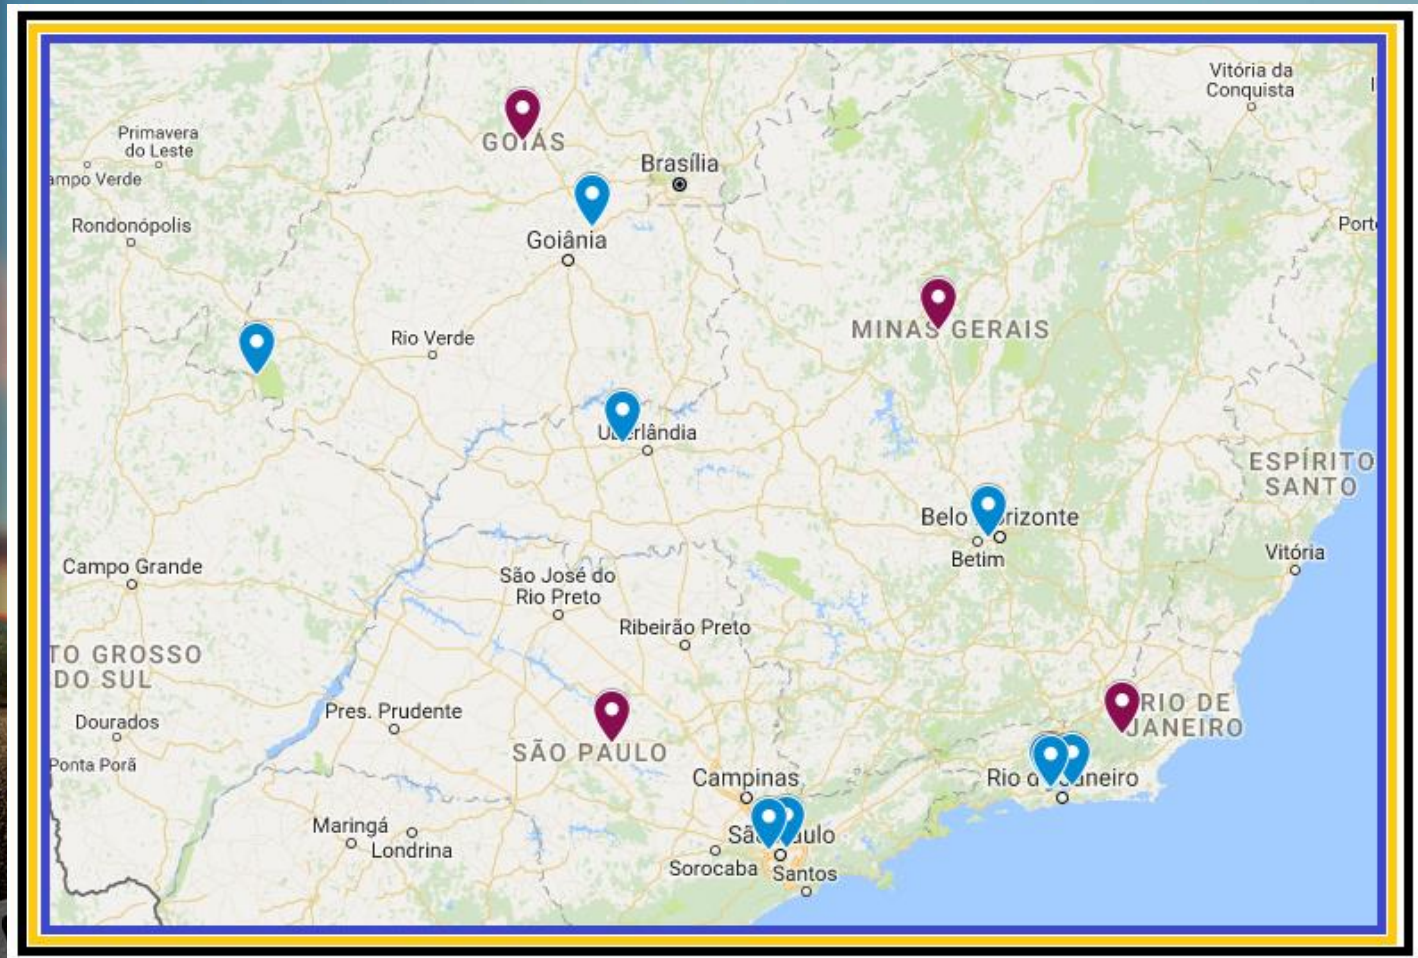 Vitória da
Conquista
Primavera
do Leste
GOIÁS
Brasília
ampo Verde
Rondonópolis
Goiânia
Port
Rio Verde
MINAS GERAIS
Uberlândia
ESPÍRITO
SANTO
Belo Horizonte
Betim
Vitória
Campo Grande
São José do
Rio Preto
Ribeirão Preto
TO GROSSO
DO SUL
Pres. Prudente
RIO DE
JANEIRO
Dourados
SÃO PAULO
Ponta Porã
Campinas
Rio de Janeiro
Maringá
Londrina
São Paulo
Sorocaba
Santos